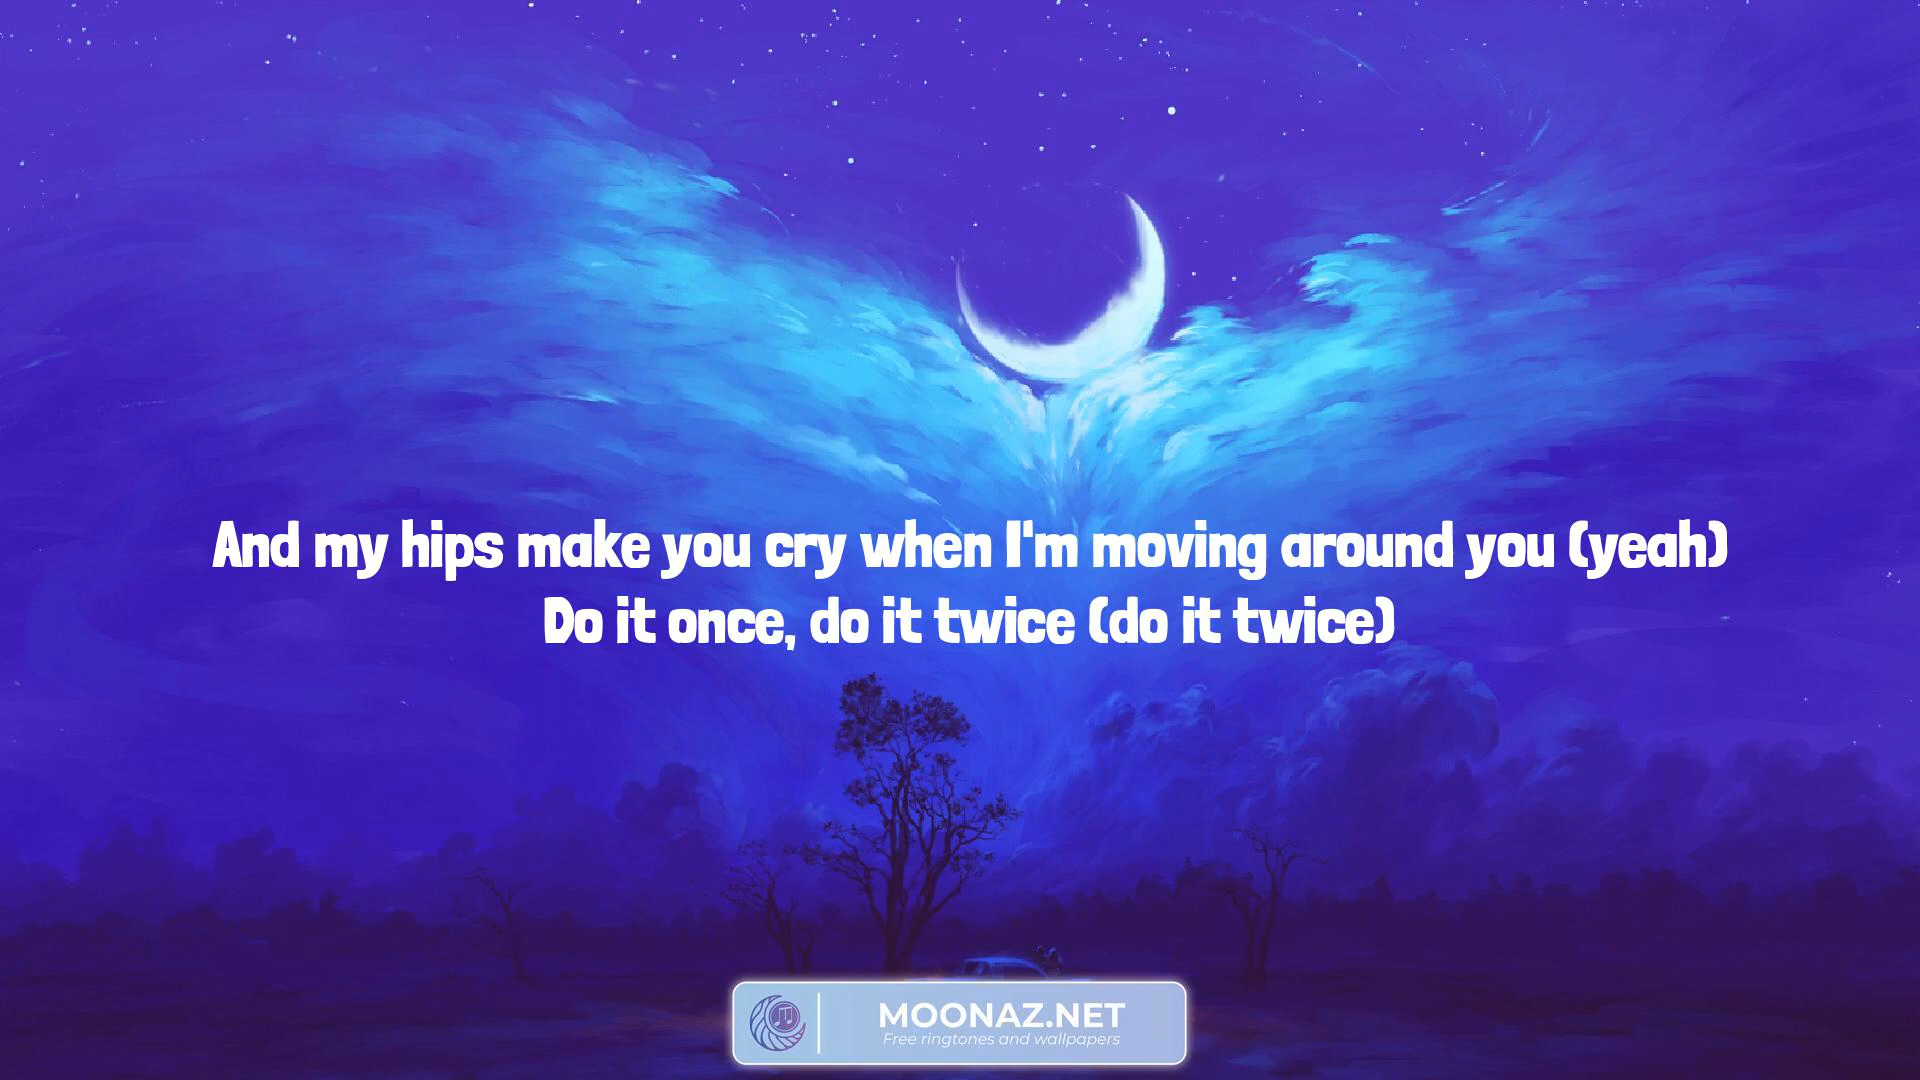 And my hips make you cry when I'm moving around you (yeah)
Do it once, do it twice (do it twice)
MOONAZ.NET
Free ringtones and wallpapers